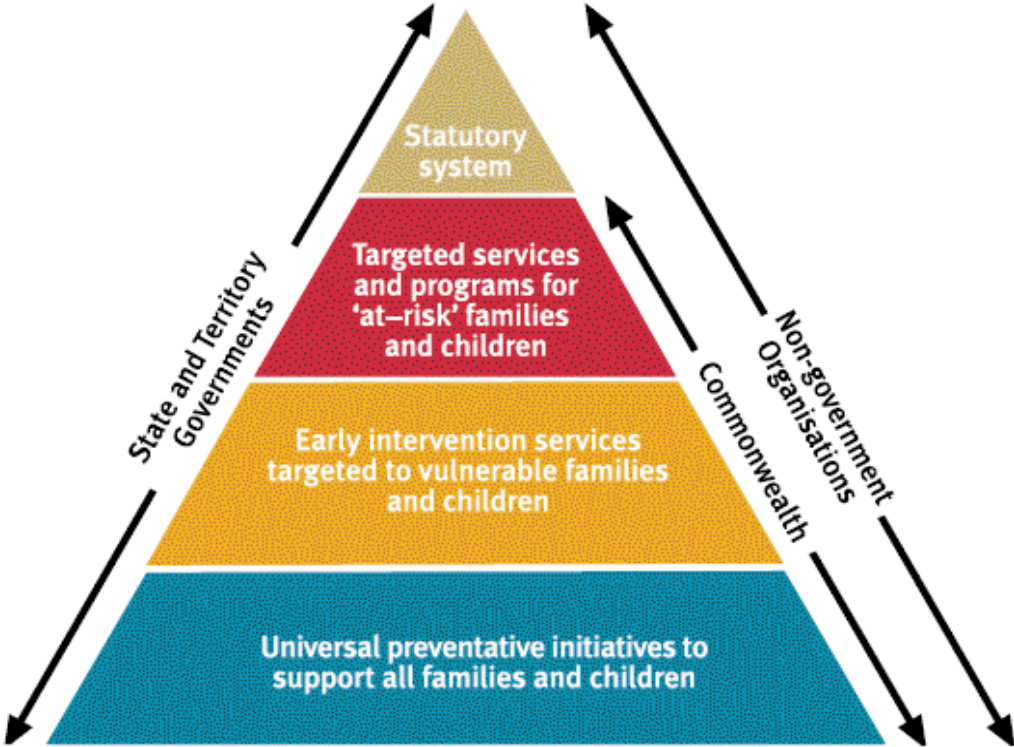 Statutory
system
Targeted services
and programs for
‘at–risk’ families
and children
Early intervention services
targeted to vulnerable families
and children
Universal preventative initiatives to
support all families and children
State and Territory
Governments
Commonwealth
Non-government
Organisations